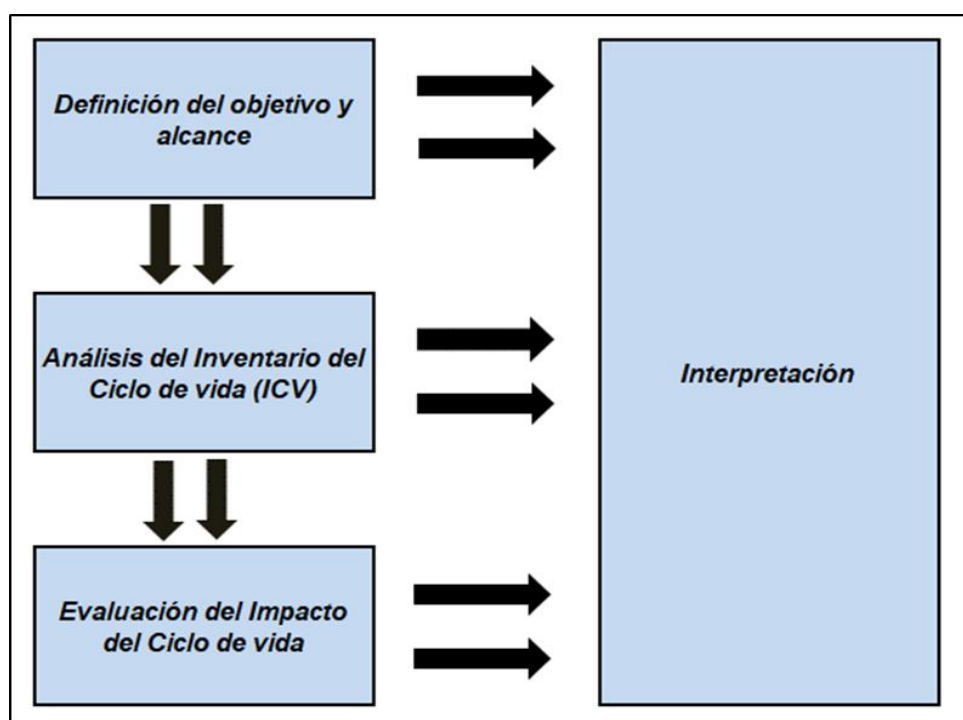 Definición del objetivo y
alcance
Análisis del Inventario del
Ciclo de vida (ICV)
Interpretación
Evaluación del Impacto
del Ciclo de vida